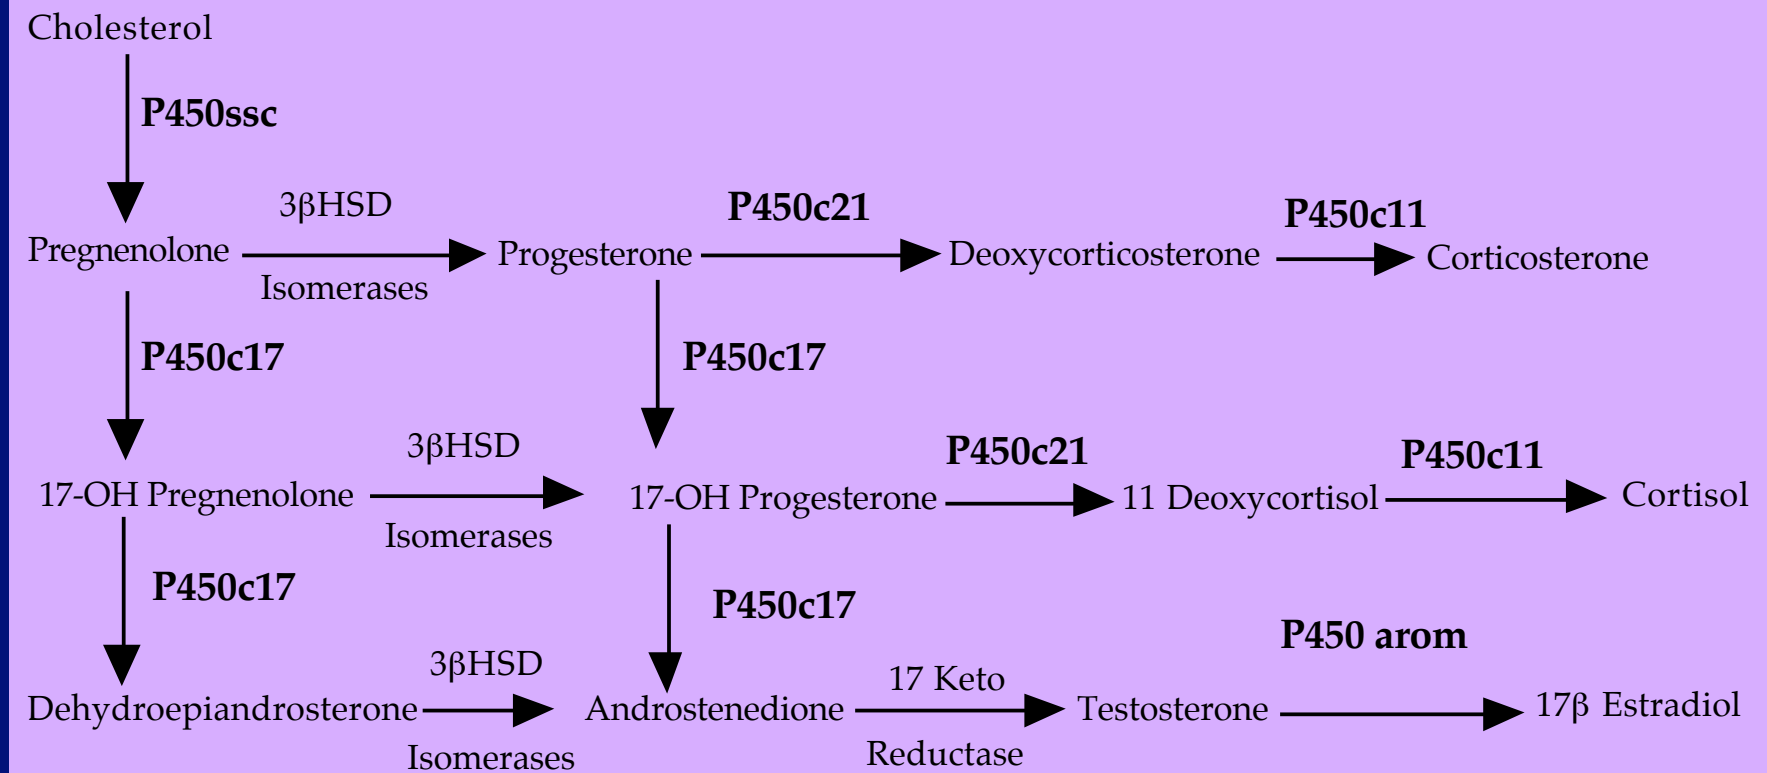 Cholesterol
P450ssc
3βHSD
P450c21
P450c11
Pregnenolone
Progesterone
Deoxycorticosterone
Corticosterone
Isomerases
P450c17
P450c17
3βHSD
P450c21
P450c11
17-OH Pregnenolone
17-OH Progesterone
11 Deoxycortisol
Cortisol
Isomerases
P450c17
P450c17
P450 arom
3βHSD
17 Keto
Dehydroepiandrosterone
Androstenedione
Testosterone
17β Estradiol
Isomerases
Reductase